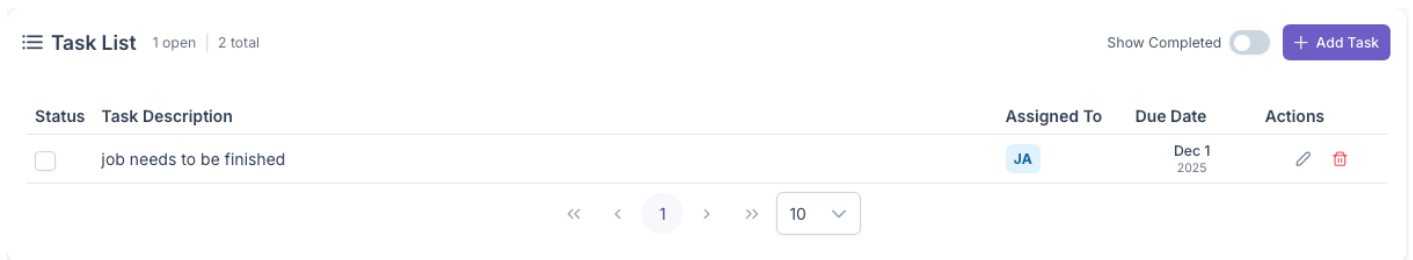 Task List 1 open 2 total Show Completed + Add Task
Status Task Description Assigned To Due Date Actions
job needs to be finished JA Dec 1
2025
1 10